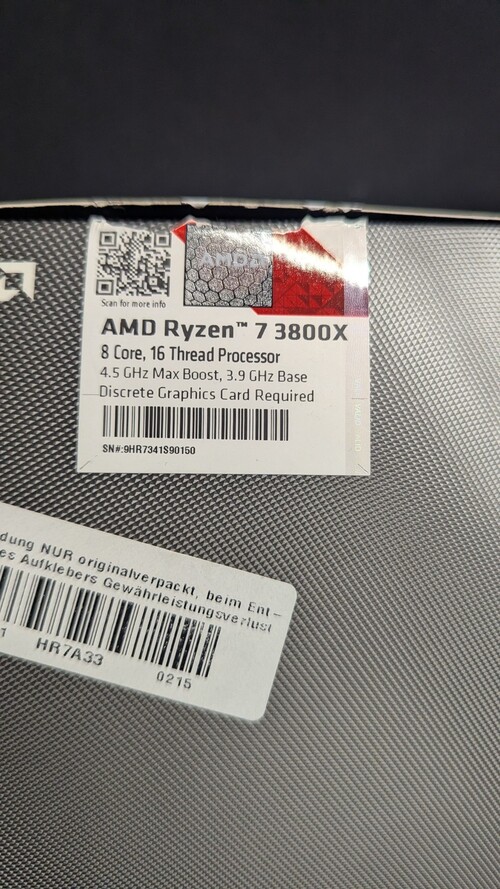 AMD
Scan for more info
AMD Ryzen™ 7 3800X
8 Core, 16 Thread Processor
4.5 GHz Max Boost, 3.9 GHz Base
Discrete Graphics Card Required
SN#:9HR7341S90150
dung NUR originalverpackt, beim Ent–
es Aufklebers Gewährleistungsverlust
1 HR7A33 0215